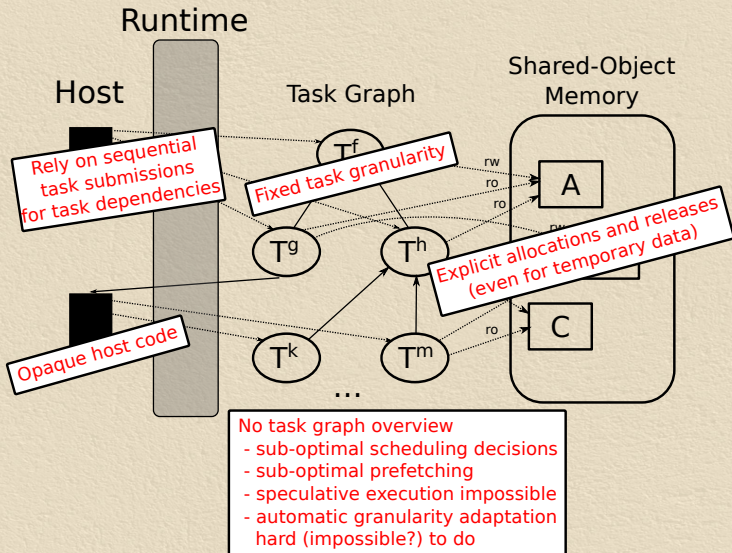 Runtime
Host
Task Graph
Shared-Object
Memory
Rely on sequential
task submissions
for task dependencies
T^f
Fixed task granularity
rw
ro
ro
A
T^g
T^h
Explicit allocations and releases
(even for temporary data)
Opaque host code
T^k
T^m
ro
C
...
No task graph overview
- sub-optimal scheduling decisions
- sub-optimal prefetching
- speculative execution impossible
- automatic granularity adaptation
hard (impossible?) to do